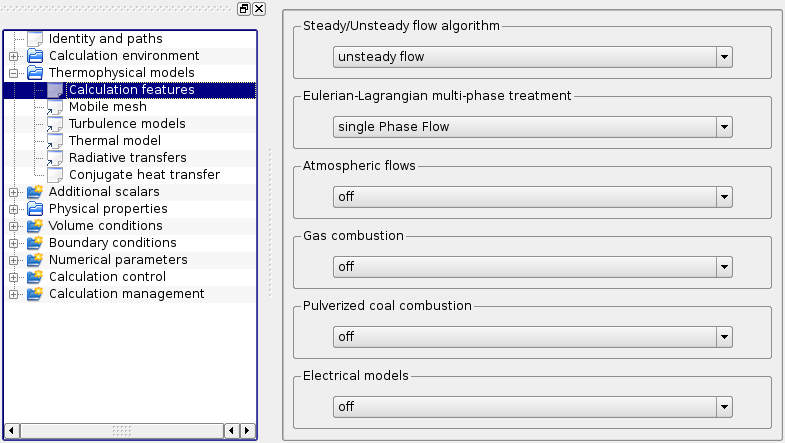 Identity and paths
Calculation environment
Thermophysical models
Calculation features
Mobile mesh
Turbulence models
Thermal model
Radiative transfers
Conjugate heat transfer
Additional scalars
Physical properties
Volume conditions
Boundary conditions
Numerical parameters
Calculation control
Calculation management
Steady/Unsteady flow algorithm
unsteady flow
Eulerian-Lagrangian multi-phase treatment
single Phase Flow
Atmospheric flows
off
Gas combustion
off
Pulverized coal combustion
off
Electrical models
off